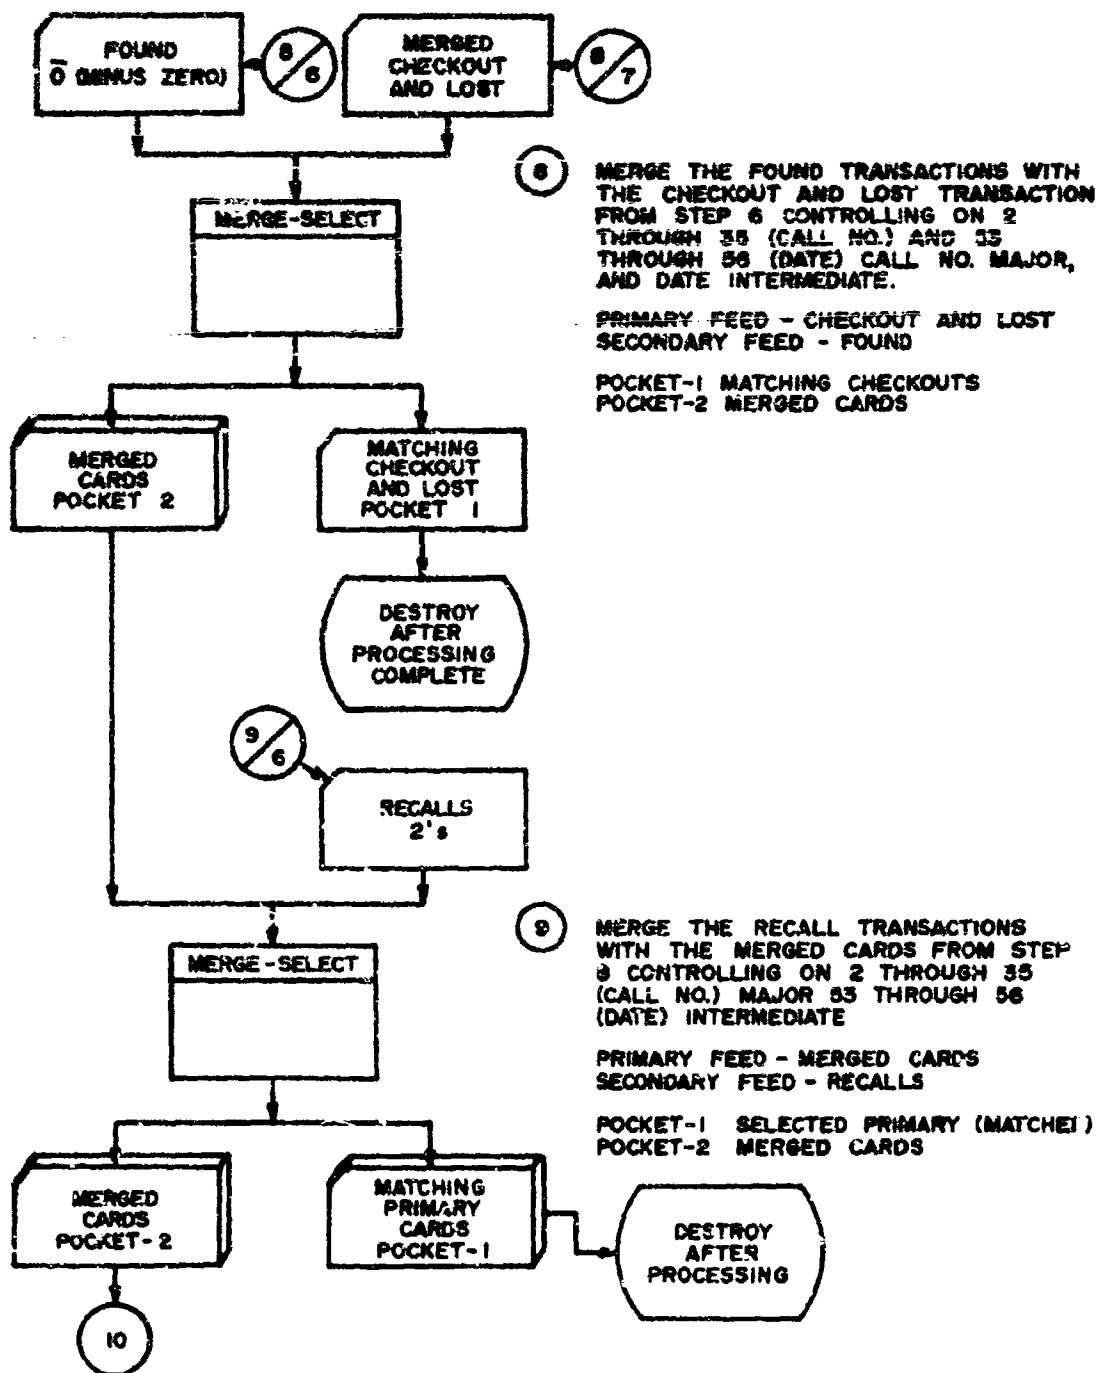 FOUND
0 (MINUS ZERO)
8/6
MERGED
CHECKOUT
AND LOST
8/7
MERGE-SELECT
8 MERGE THE FOUND TRANSACTIONS WITH
THE CHECKOUT AND LOST TRANSACTION
FROM STEP 6 CONTROLLING ON 2
THROUGH 35 (CALL NO.) AND 53
THROUGH 56 (DATE) CALL NO. MAJOR,
AND DATE INTERMEDIATE.
PRIMARY FEED - CHECKOUT AND LOST
SECONDARY FEED - FOUND
POCKET-1 MATCHING CHECKOUTS
POCKET-2 MERGED CARDS
MERGED
CARDS
POCKET 2
MATCHING
CHECKOUT
AND LOST
POCKET 1
DESTROY
AFTER
PROCESSING
COMPLETE
9/6
RECALLS
2's
MERGE-SELECT
9 MERGE THE RECALL TRANSACTIONS
WITH THE MERGED CARDS FROM STEP
8 CONTROLLING ON 2 THROUGH 35
(CALL NO.) MAJOR 53 THROUGH 56
(DATE) INTERMEDIATE
PRIMARY FEED - MERGED CARDS
SECONDARY FEED - RECALLS
POCKET-1 SELECTED PRIMARY (MATCHED)
POCKET-2 MERGED CARDS
MERGED
CARDS
POCKET-2
MATCHING
PRIMARY
CARDS
POCKET-1
DESTROY
AFTER
PROCESSING
10